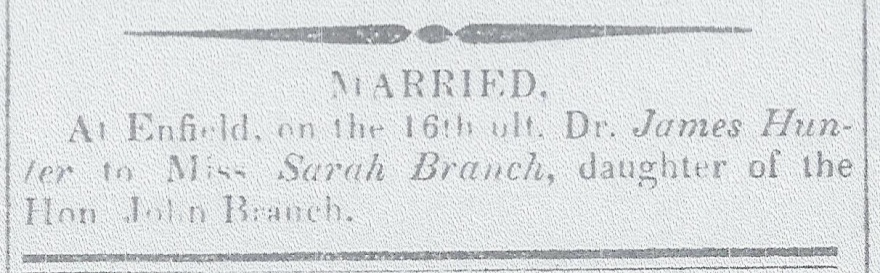 MARRIED.
At Enfield, on the 16th ult. Dr. James Hun-
ter to Miss Sarah Branch, daughter of the
Hon John Branch.